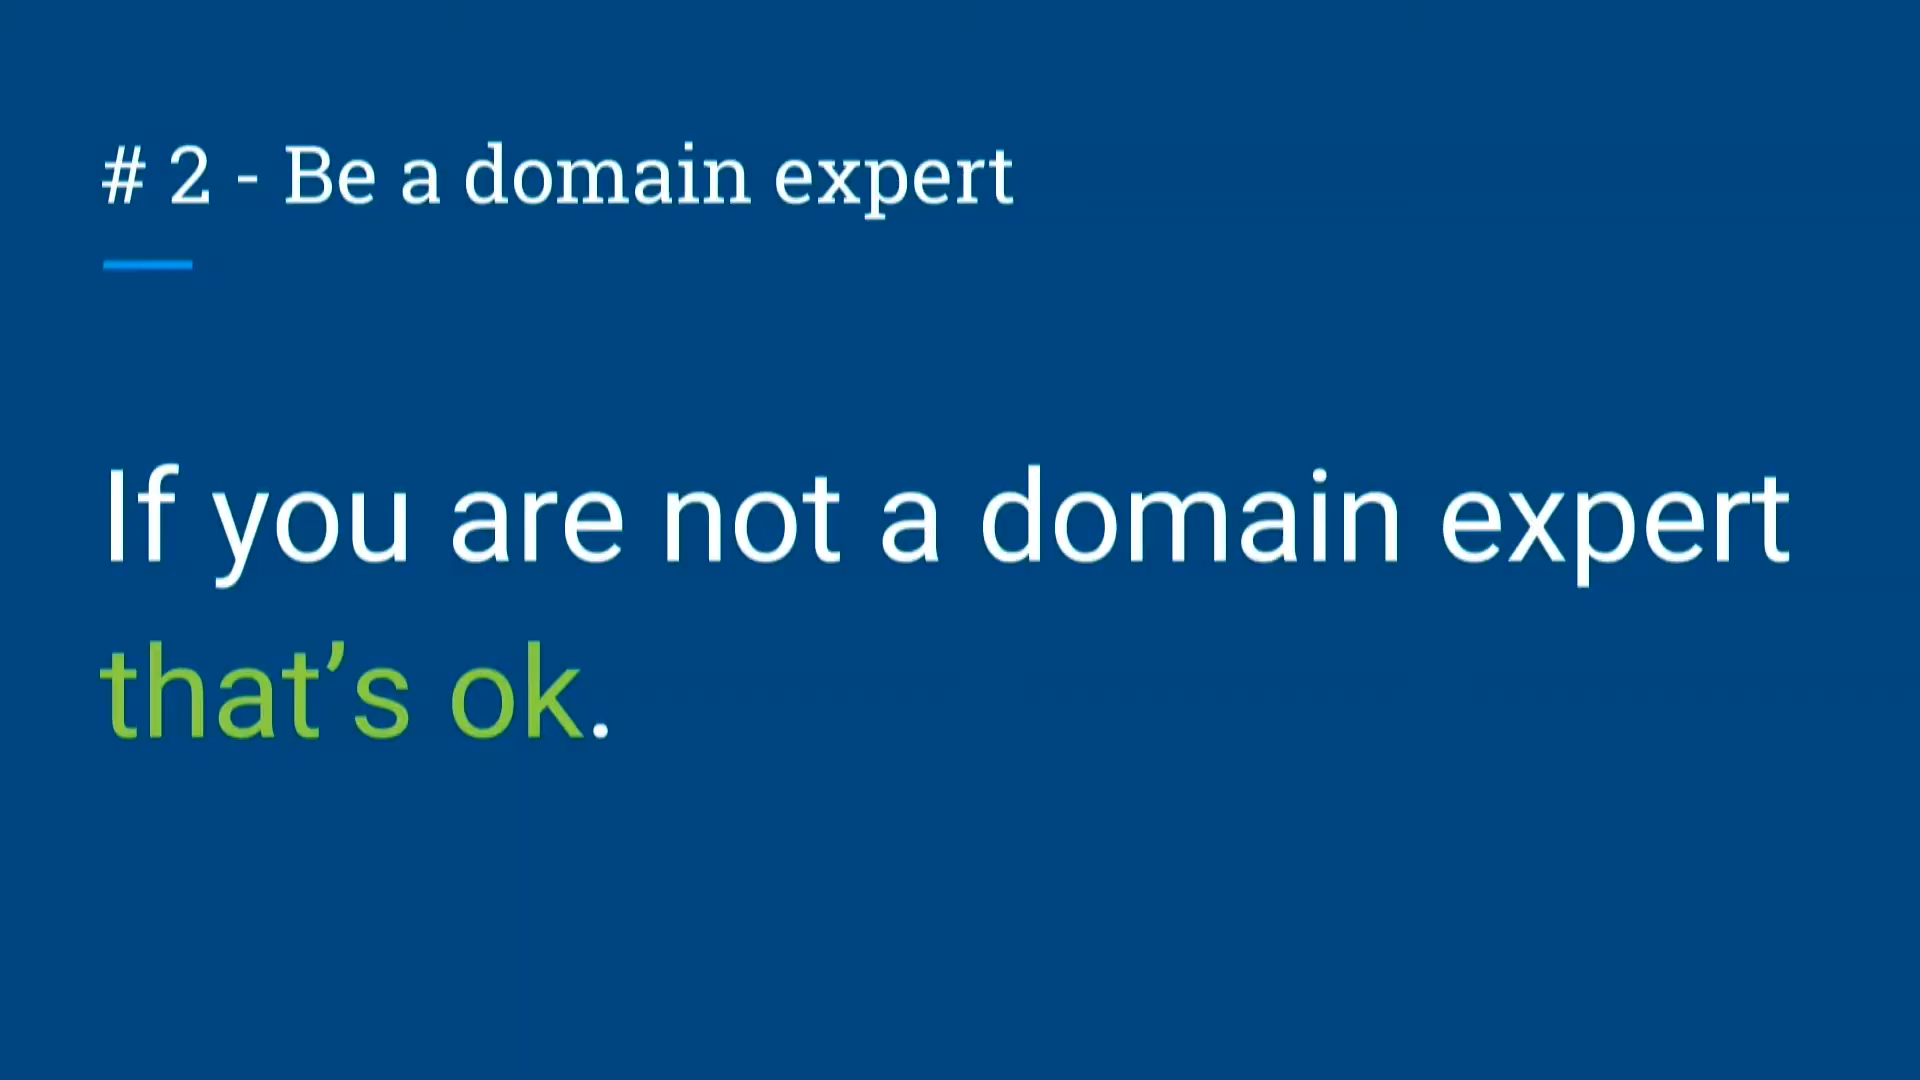 # 2 - Be a domain expert
If you are not a domain expert
that’s ok.